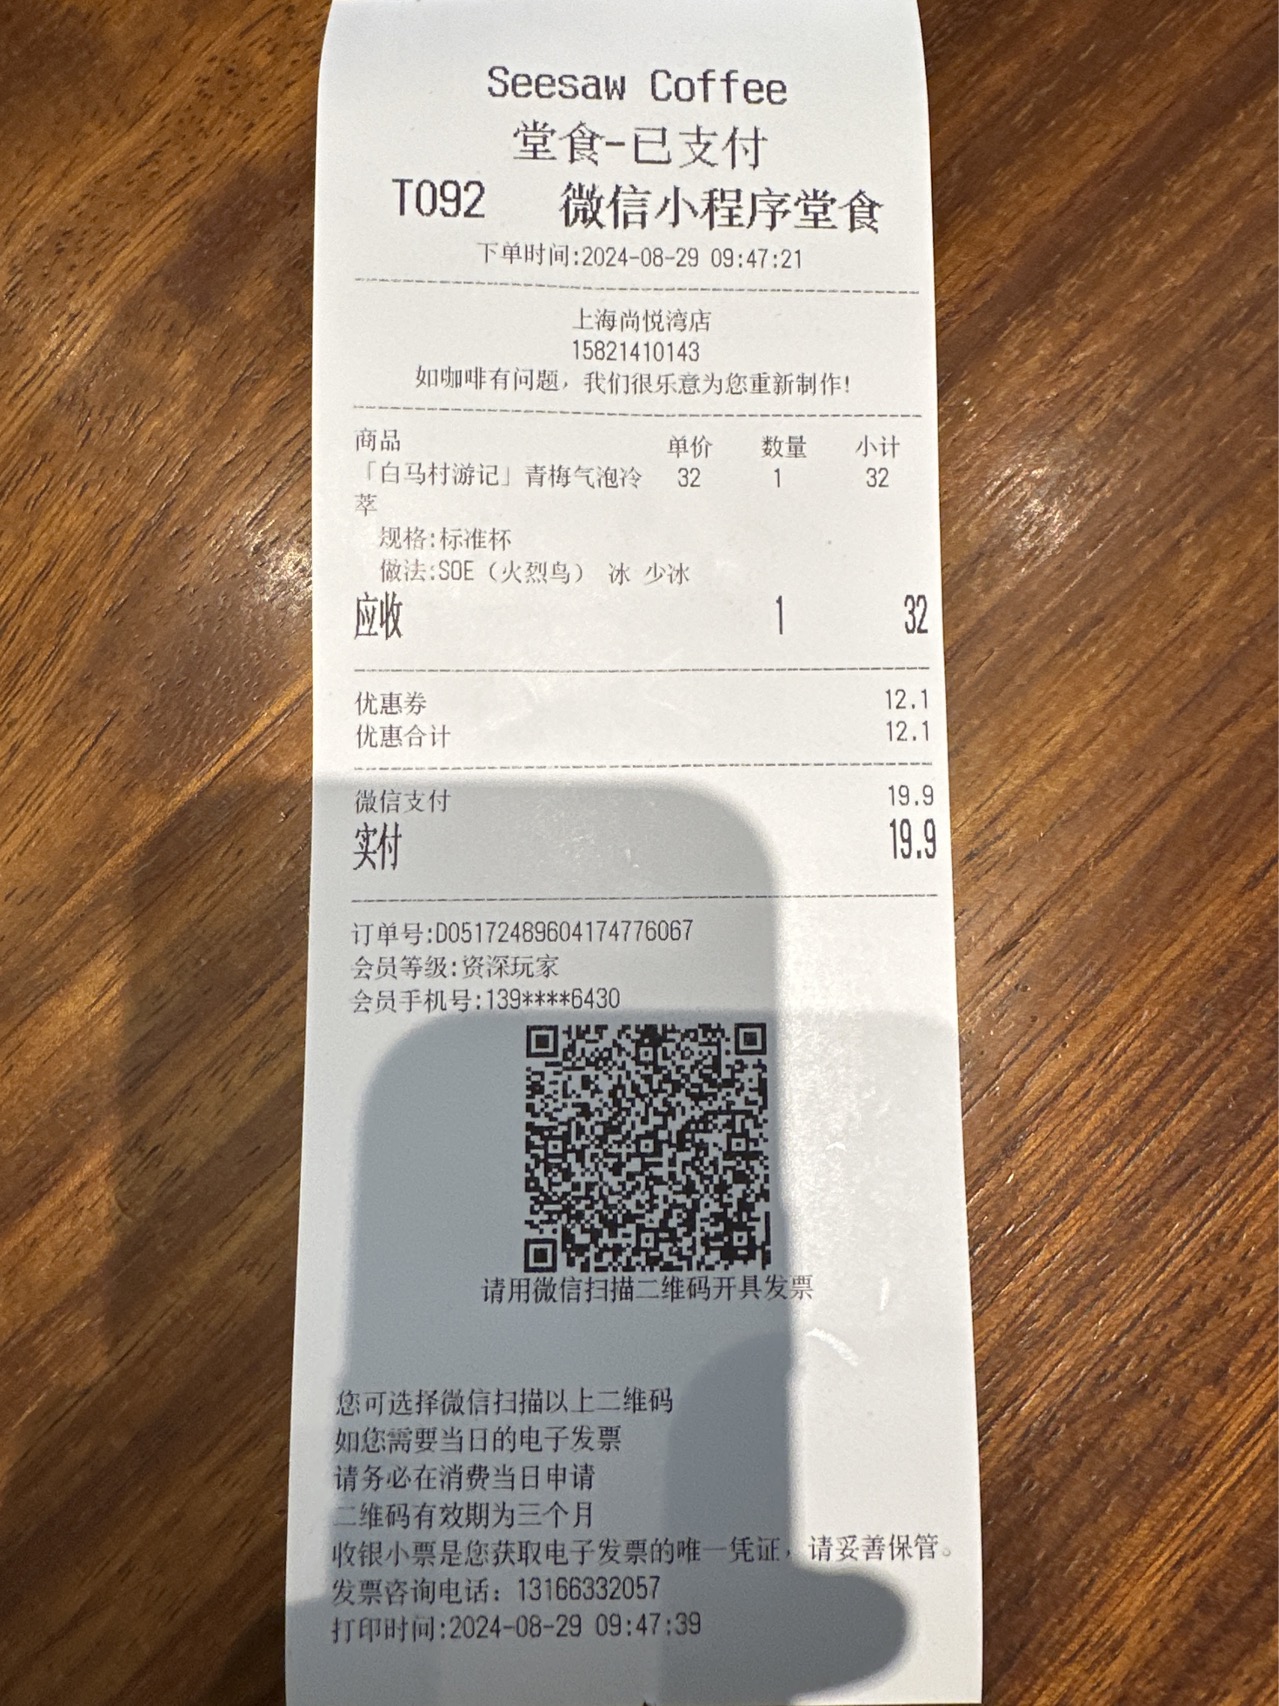 Seesaw Coffee
堂食-已支付
T092 微信小程序堂食
下单时间:2024-08-29 09:47:21
上海尚悦湾店
15821410143
如咖啡有问题，我们很乐意为您重新制作!
商品 单价 数量 小计
「白马村游记」青梅气泡冷 32 1 32
萃
规格:标准杯
做法:SOE（火烈鸟） 冰 少冰
应收 1 32
优惠券 12.1
优惠合计 12.1
微信支付 19.9
实付 19.9
订单号:D05172489604174776067
会员等级:资深玩家
会员手机号:139****6430
请用微信扫描二维码开具发票
您可选择微信扫描以上二维码
如您需要当日的电子发票
请务必在消费当日申请
二维码有效期为三个月
收银小票是您获取电子发票的唯一凭证，请妥善保管。
发票咨询电话：13166332057
打印时间:2024-08-29 09:47:39